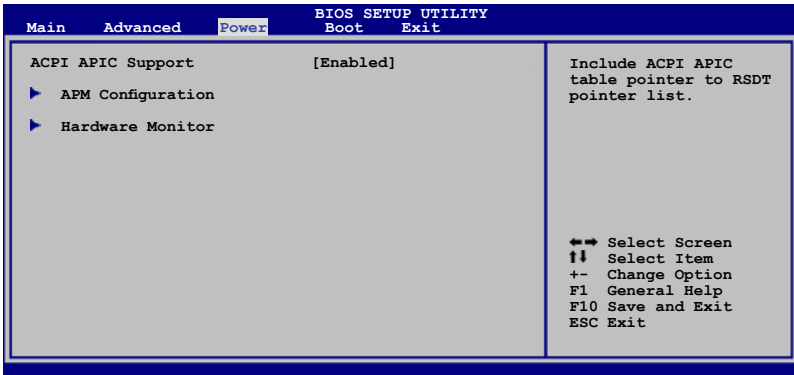 BIOS SETUP UTILITY
Main Advanced Power Boot Exit
ACPI APIC Support [Enabled]
APM Configuration
Hardware Monitor
Include ACPI APIC
table pointer to RSDT
pointer list.
Select Screen
Select Item
+- Change Option
F1 General Help
F10 Save and Exit
ESC Exit